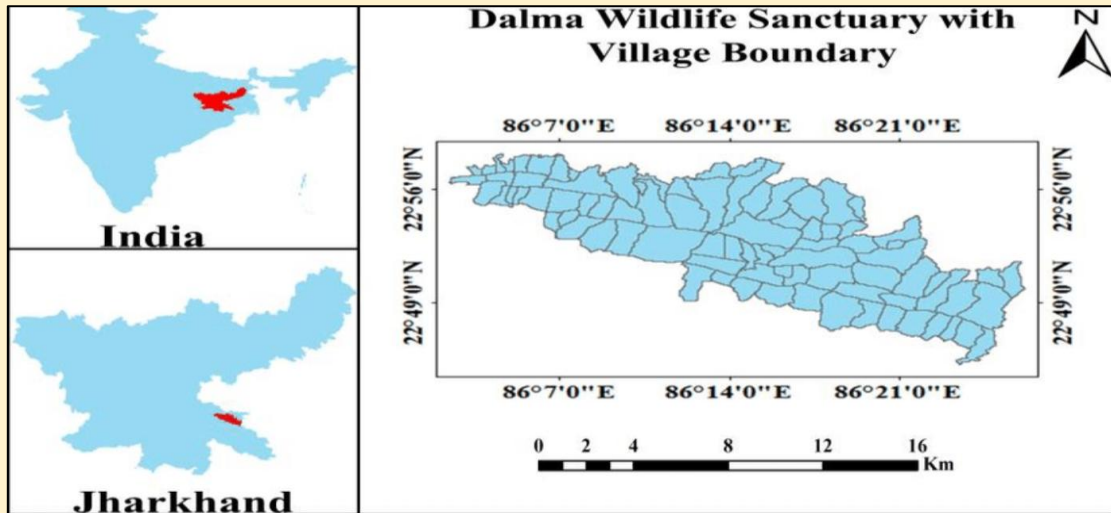 India
Jharkhand
Dalma Wildlife Sanctuary with
Village Boundary
N
86°7'0"E 86°14'0"E 86°21'0"E
22°56'0"N 22°56'0"N
22°49'0"N 22°49'0"N
86°7'0"E 86°14'0"E 86°21'0"E
0 2 4 8 12 16
Km